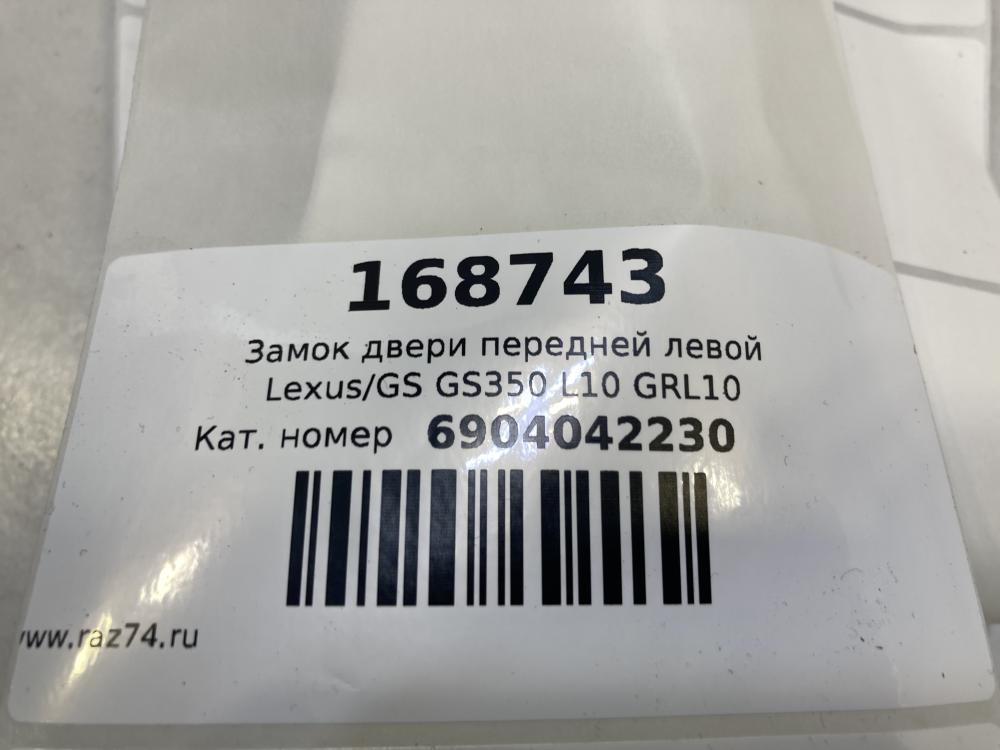 168743
Замок двери передней левой
Lexus/GS GS350 L10 GRL10
Кат. номер 6904042230
www.raz74.ru